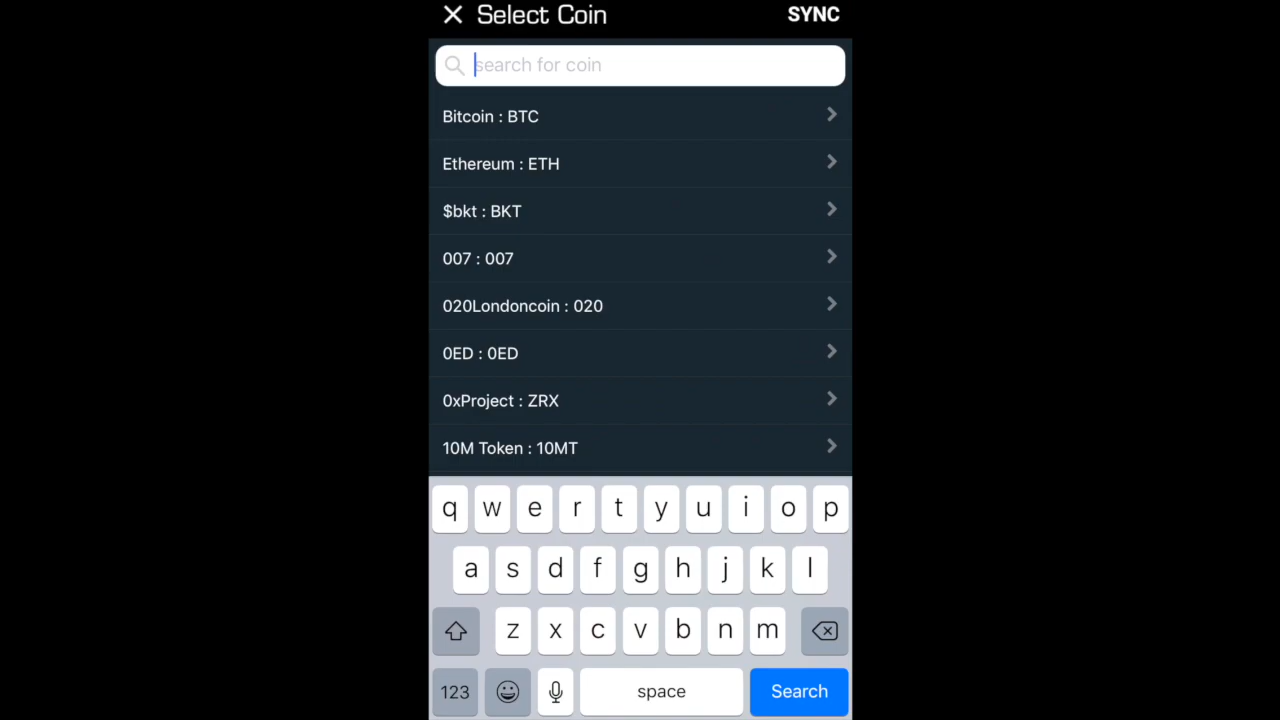 Select Coin SYNC
search for coin
Bitcoin : BTC
Ethereum : ETH
$bkt : BKT
007 : 007
020Londoncoin : 020
0ED : 0ED
0xProject : ZRX
10M Token : 10MT
q w e r t y u i o p
a s d f g h j k l
z x c v b n m
123 space Search